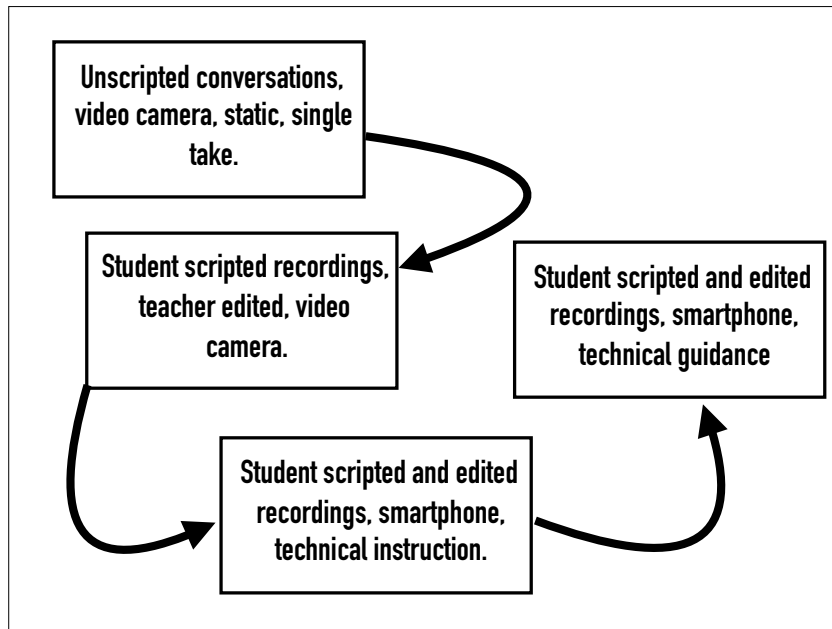 Unscripted conversations,
video camera, static, single
take.
Student scripted recordings,
teacher edited, video
camera.
Student scripted and edited
recordings, smartphone,
technical instruction.
Student scripted and edited
recordings, smartphone,
technical guidance